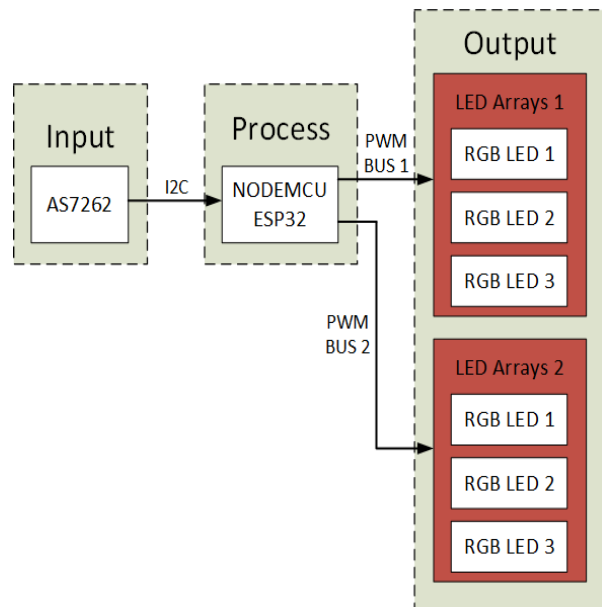 Input
AS7262
I2C
Process
NODEMCU
ESP32
PWM
BUS 1
PWM
BUS 2
Output
LED Arrays 1
RGB LED 1
RGB LED 2
RGB LED 3
LED Arrays 2
RGB LED 1
RGB LED 2
RGB LED 3